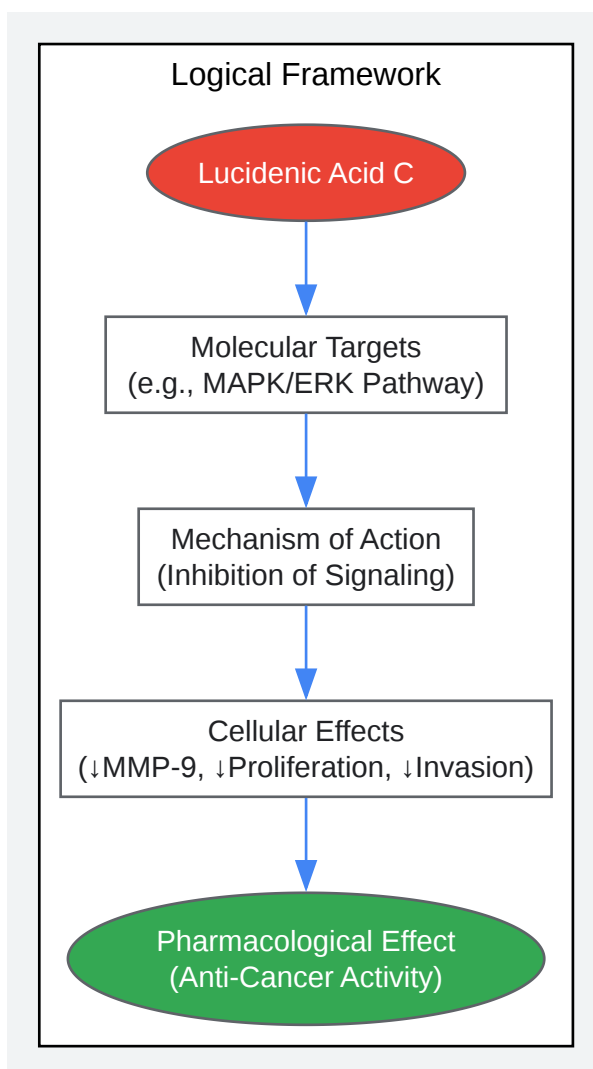 Logical Framework
Lucidenic Acid C
Molecular Targets
(e.g., MAPK/ERK Pathway)
Mechanism of Action
(Inhibition of Signaling)
Cellular Effects
(↓MMP-9, ↓Proliferation, ↓Invasion)
Pharmacological Effect
(Anti-Cancer Activity)